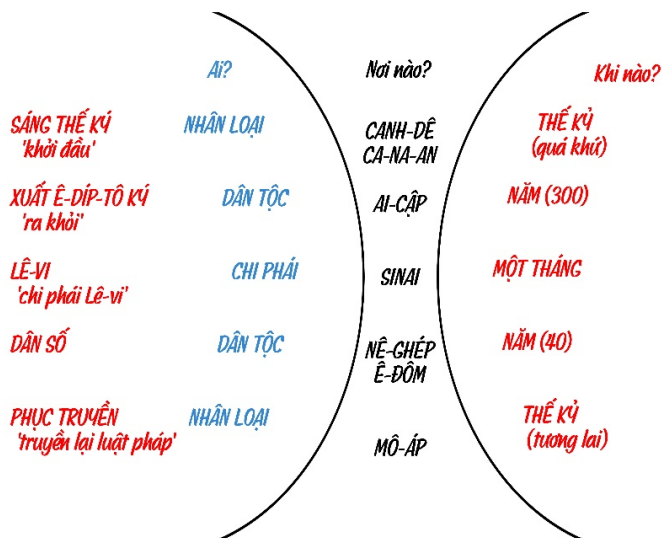 Ai? Nơi nào? Khi nào?
SÁNG THẾ KÝ NHÂN LOẠI CANH-DÊ THẾ KỶ
'khởi đầu' CA-NA-AN (quá khứ)
XUẤT Ê-DÍP-TÔ KÝ DÂN TỘC AI-CẬP NĂM (300)
'ra khỏi'
LÊ-VI CHI PHÁI SINAI MỘT THÁNG
'chi phái Lê-vi'
DÂN SỐ DÂN TỘC NÊ-GHÉP NĂM (40)
Ê-ĐÔM
PHỤC TRUYỀN NHÂN LOẠI THẾ KỶ
'truyền lại luật pháp' MÔ-ÁP (tương lai)